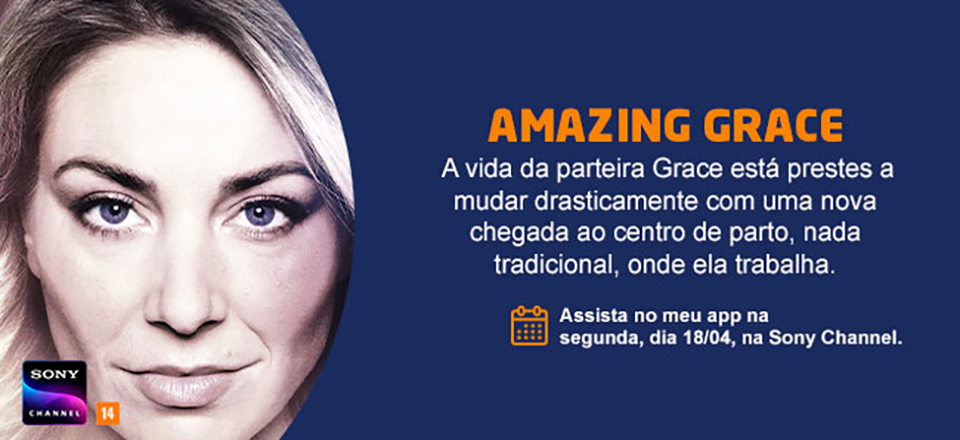 AMAZING GRACE
A vida da parteira Grace está prestes a
mudar drasticamente com uma nova
chegada ao centro de parto, nada
tradicional, onde ela trabalha.
Assista no meu app na
segunda, dia 18/04, na Sony Channel.
SONY
CHANNEL
14